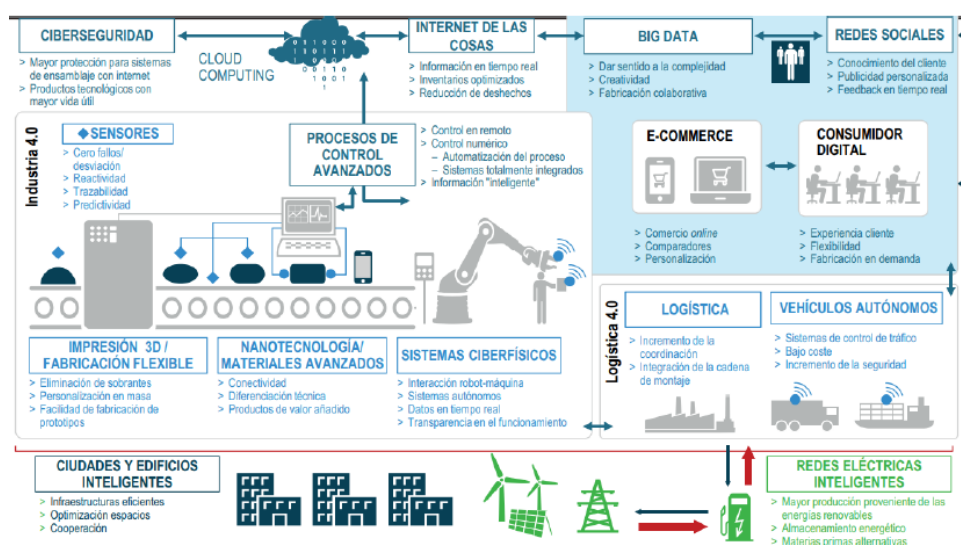 CIBERSEGURIDAD
> Mayor protección para sistemas
de ensamblaje con internet
> Productos tecnológicos con
mayor vida útil
CLOUD
COMPUTING
INTERNET DE LAS
COSAS
> Información en tiempo real
> Inventarios optimizados
> Reducción de deshechos
BIG DATA
> Dar sentido a la complejidad
> Creatividad
> Fabricación colaborativa
REDES SOCIALES
> Conocimiento del cliente
> Publicidad personalizada
> Feedback en tiempo real
Industria 4.0
SENSORES
> Cero fallos/
desviación
> Reactividad
> Trazabilidad
> Predictividad
PROCESOS DE
CONTROL
AVANZADOS
> Control en remoto
> Control numérico
– Automatización del proceso
– Sistemas totalmente integrados
> Información "inteligente"
E-COMMERCE
> Comercio online
> Comparadores
> Personalización
CONSUMIDOR
DIGITAL
> Experiencia cliente
> Flexibilidad
> Fabricación en demanda
IMPRESIÓN 3D /
FABRICACIÓN FLEXIBLE
> Eliminación de sobrantes
> Personalización en masa
> Facilidad de fabricación de
prototipos
NANOTECNOLOGÍA/
MATERIALES AVANZADOS
> Conectividad
> Diferenciación técnica
> Productos de valor añadido
SISTEMAS CIBERFÍSICOS
> Interacción robot-máquina
> Sistemas autónomos
> Datos en tiempo real
> Transparencia en el funcionamiento
Logística 4.0
LOGÍSTICA
> Incremento de la
coordinación
> Integración de la cadena
de montaje
VEHÍCULOS AUTÓNOMOS
> Sistemas de control de tráfico
> Bajo coste
> Incremento de la seguridad
CIUDADES Y EDIFICIOS
INTELIGENTES
> Infraestructuras eficientes
> Optimización espacios
> Cooperación
REDES ELÉCTRICAS
INTELIGENTES
> Mayor producción proveniente de las
energías renovables
> Almacenamiento energético
> Materias primas alternativas